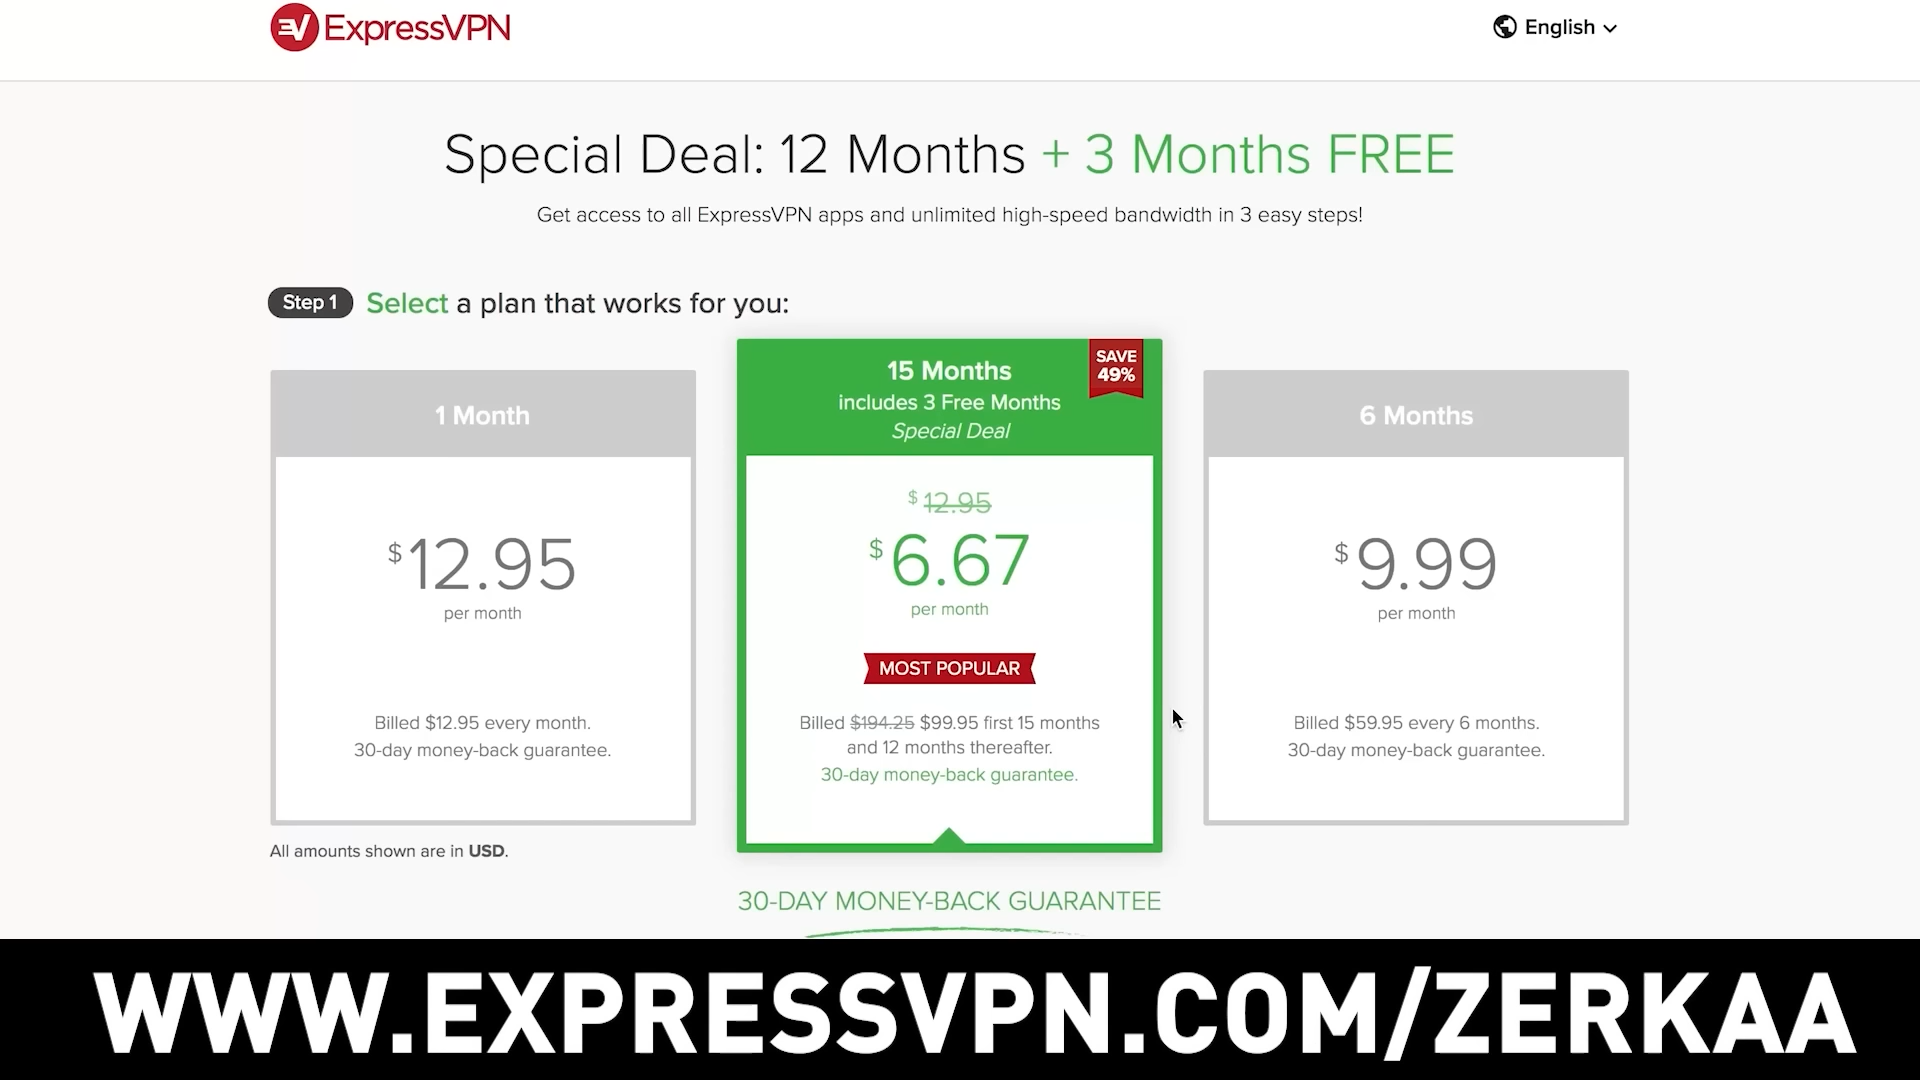 ExpressVPN
English
Special Deal: 12 Months + 3 Months FREE
Get access to all ExpressVPN apps and unlimited high-speed bandwidth in 3 easy steps!
Step 1 Select a plan that works for you:
1 Month
$12.95
per month
Billed $12.95 every month.
30-day money-back guarantee.
15 Months
includes 3 Free Months
Special Deal
SAVE
49%
$12.95
$6.67
per month
MOST POPULAR
Billed $194.25 $99.95 first 15 months
and 12 months thereafter.
30-day money-back guarantee.
6 Months
$9.99
per month
Billed $59.95 every 6 months.
30-day money-back guarantee.
All amounts shown are in USD.
30-DAY MONEY-BACK GUARANTEE
WWW.EXPRESSVPN.COM/ZERKAA